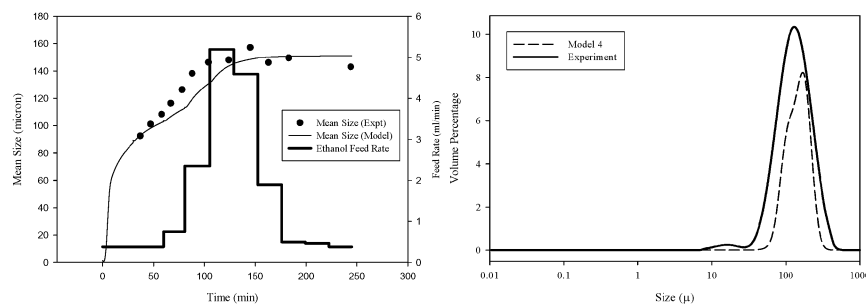 180
160
140
120
100
80
60
40
20
0
Mean Size (micron)
0 50 100 150 200 250 300
Time (min)
6
5
4
3
2
1
0
Feed Rate (ml/min)
Mean Size (Expt)
Mean Size (Model)
Ethanol Feed Rate
10
8
6
4
2
0
Volume Percentage
Model 4
Experiment
0.01 0.1 1 10 100
Size (μ)